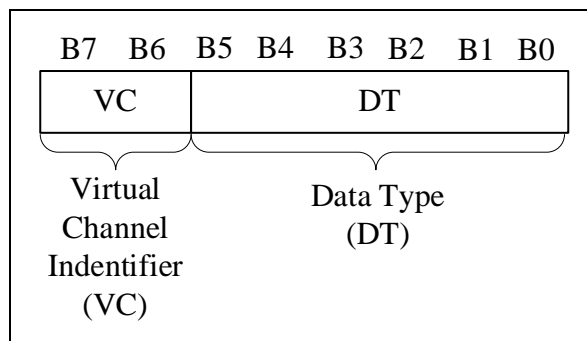 B7 B6 B5 B4 B3 B2 B1 B0
VC DT
Virtual
Channel
Indentifier
(VC)
Data Type
(DT)